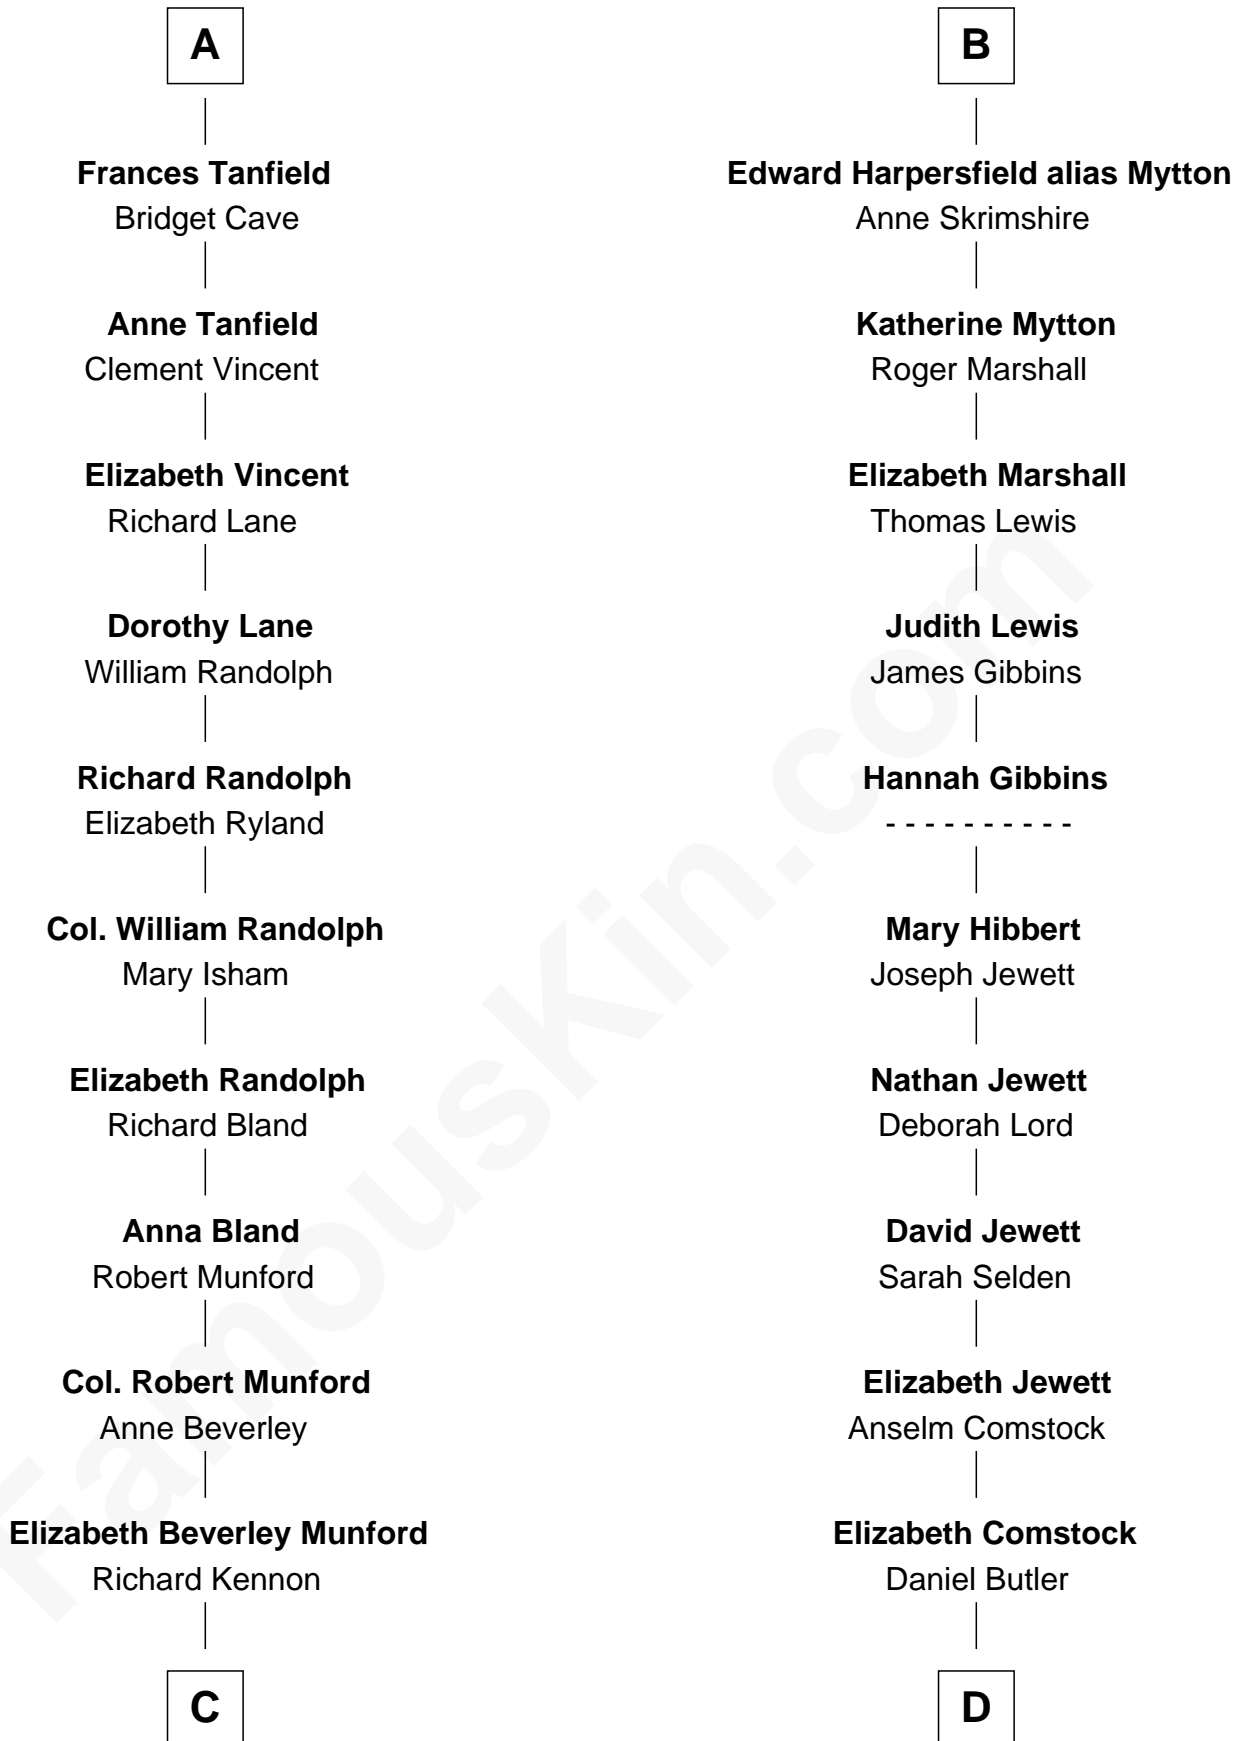 A
Frances Tanfield
Bridget Cave
Anne Tanfield
Clement Vincent
Elizabeth Vincent
Richard Lane
Dorothy Lane
William Randolph
Richard Randolph
Elizabeth Ryland
Col. William Randolph
Mary Isham
Elizabeth Randolph
Richard Bland
Anna Bland
Robert Munford
Col. Robert Munford
Anne Beverley
Elizabeth Beverley Munford
Richard Kennon
C
B
Edward Harpersfield alias Mytton
Anne Skrimshire
Katherine Mytton
Roger Marshall
Elizabeth Marshall
Thomas Lewis
Judith Lewis
James Gibbins
Hannah Gibbins
- - - - - - - - - -
Mary Hibbert
Joseph Jewett
Nathan Jewett
Deborah Lord
David Jewett
Sarah Selden
Elizabeth Jewett
Anselm Comstock
Elizabeth Comstock
Daniel Butler
D
FamousKin.com